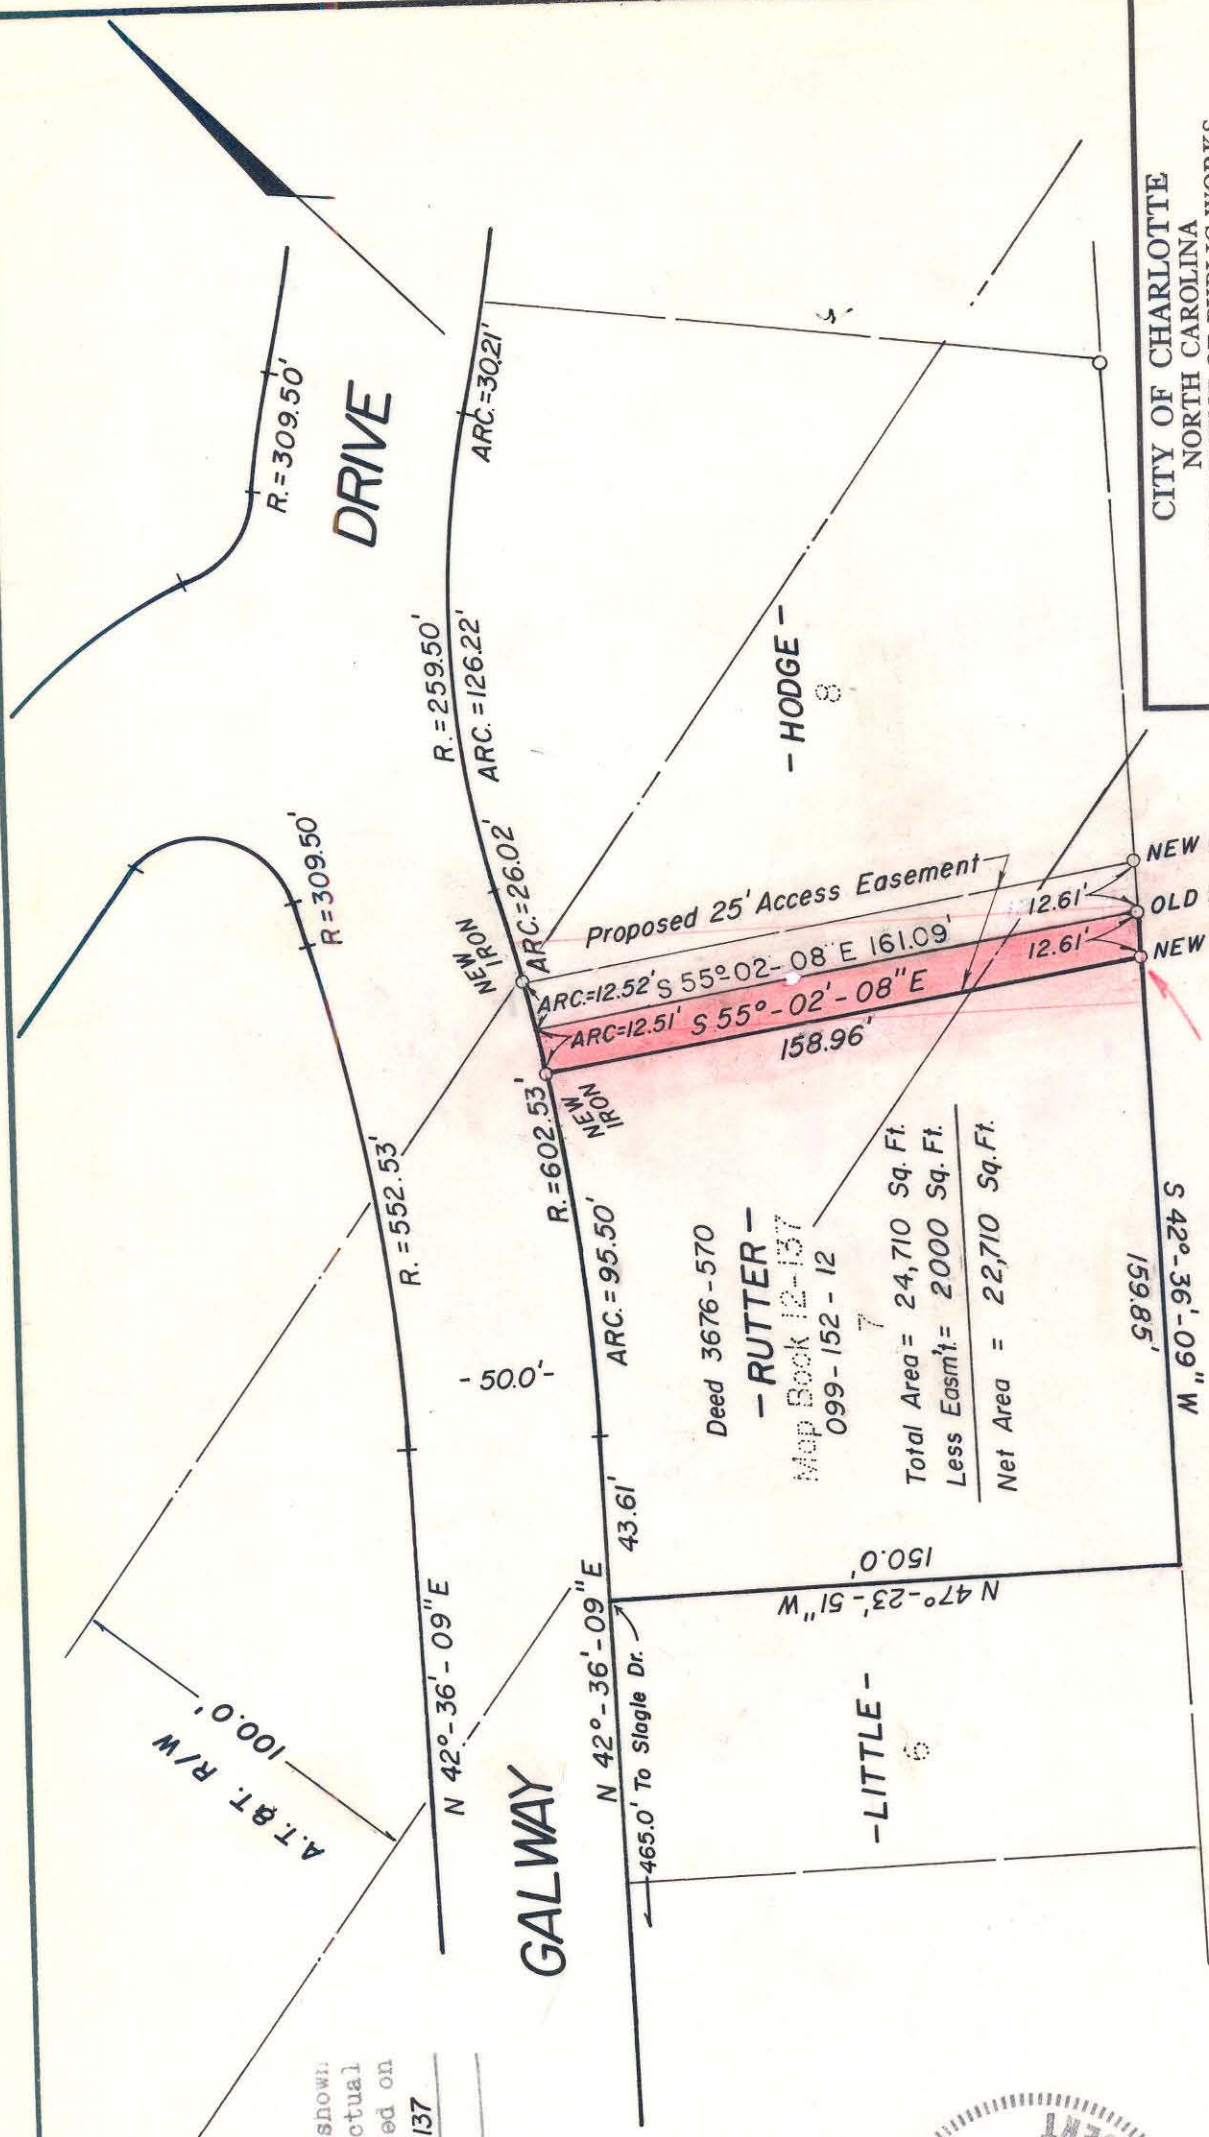 R.=309.50'
DRIVE
ARC.=30.21'
R.=259.50'
ARC.=126.22'
R=309.50'
NEW
IRON
ARC.=26.02'
Proposed 25' Access Easement
ARC.=12.52' S 55°-02-08 E 161.09'
ARC=12.51' S 55°-02'-08" E
158.96'
12.61'
12.61'
NEW
OLD
NEW
- HODGE -
8
CITY OF CHARLOTTE
NORTH CAROLINA
R.=552.53'
R.=602.53'
NEW
IRON
ARC.=95.50'
- 50.0' -
43.61'
Deed 3676-570
- RUTTER -
Map Book 12-137
099-152-12
7
Total Area = 24,710 Sq. Ft.
Less Easm't.= 2000 Sq. Ft.
Net Area = 22,710 Sq. Ft.
159.85'
S 42°-36'-09" W
150.0'
N 47°-23'-51" W
A.T.&T. R/W
100.0'
N 42°-36'-09" E
N 42°-36'-09" E
GALWAY
465.0' To Slagle Dr.
- LITTLE -
6
shown
ctual
ed on
137